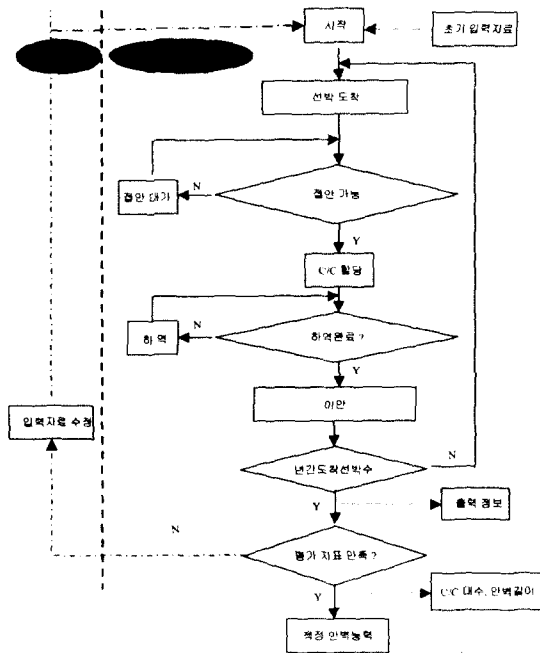 시작
초기 입력자료
선박 도착
접안 대기
N
접안 가능
Y
C/C 할당
하역
N
하역완료 ?
Y
이안
입력자료 수정
년간도착선박수
N
Y
출력 정보
N
평가 지표 만족 ?
Y
C/C 대수, 안벽길이
적정 안벽능력